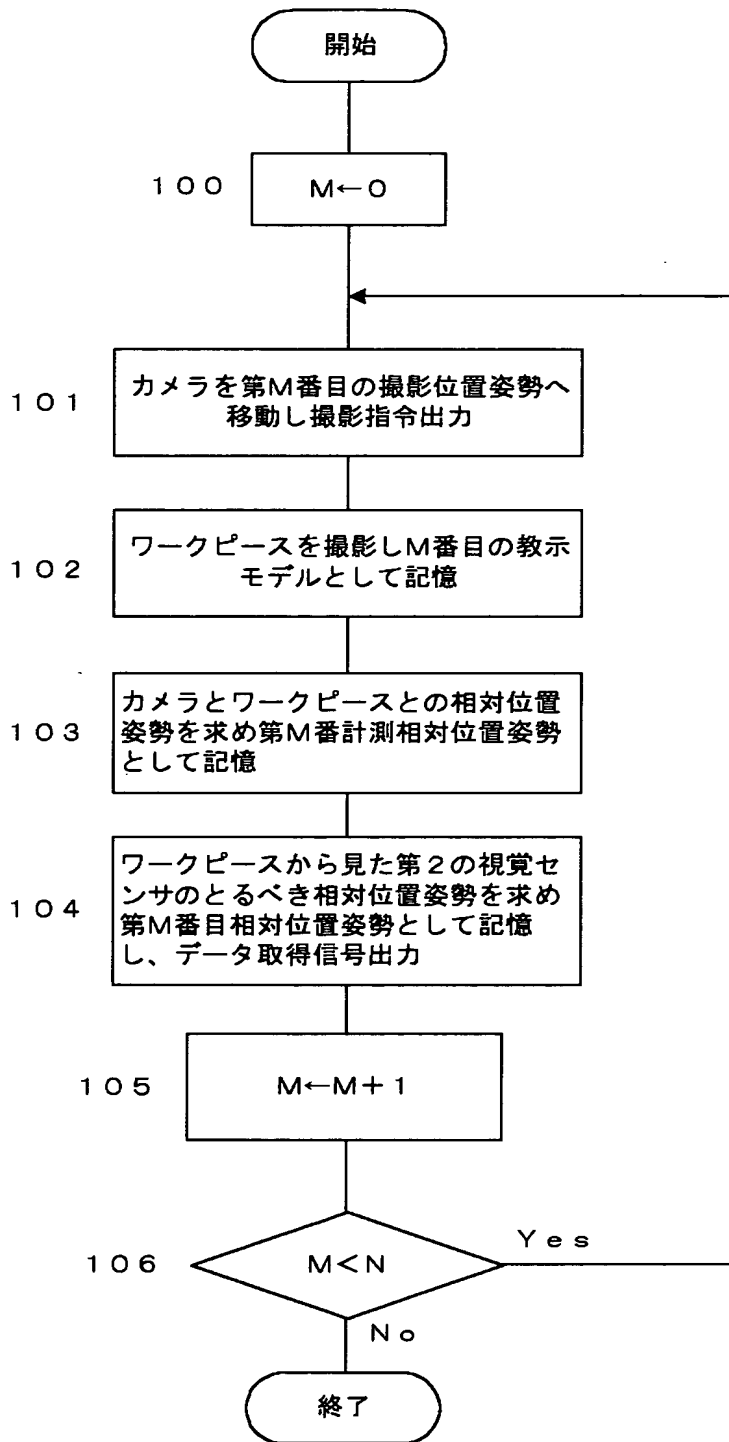 開始
100
M←0
101
カメラを第M番目の撮影位置姿勢へ
移動し撮影指令出力
102
ワークピースを撮影しM番目の教示
モデルとして記憶
103
カメラとワークピースとの相対位置
姿勢を求め第M番計測相対位置姿勢
として記憶
104
ワークピースから見た第2の視覚セ
ンサのとるべき相対位置姿勢を求め
第M番目相対位置姿勢として記憶
し、データ取得信号出力
105
M←M+1
106
M<N
Yes
No
終了